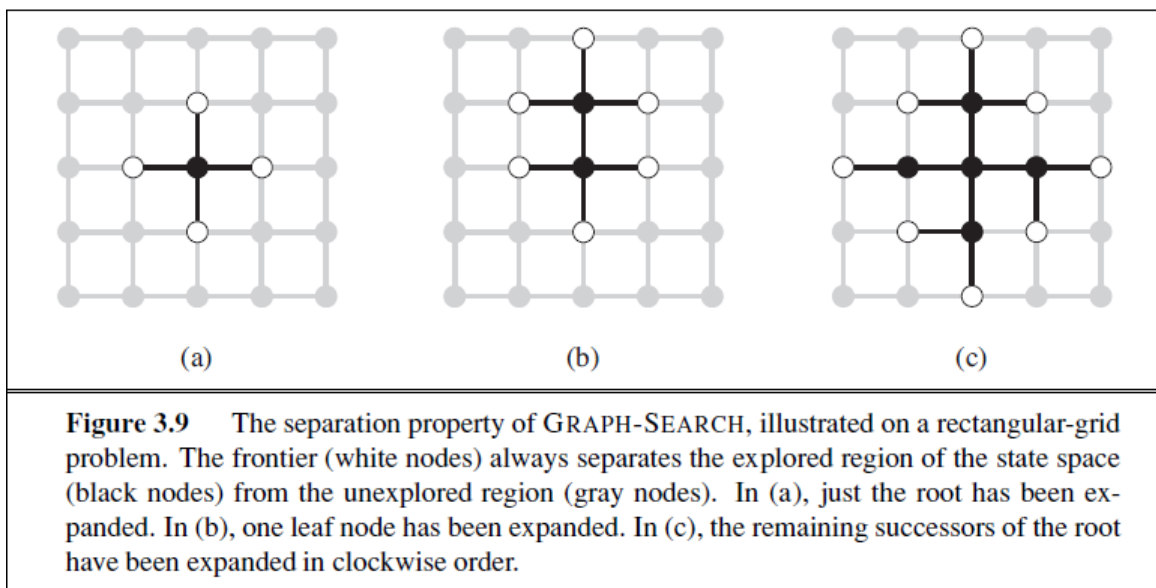 (a) (b) (c)
Figure 3.9 The separation property of GRAPH-SEARCH, illustrated on a rectangular-grid
problem. The frontier (white nodes) always separates the explored region of the state space
(black nodes) from the unexplored region (gray nodes). In (a), just the root has been ex-
panded. In (b), one leaf node has been expanded. In (c), the remaining successors of the root
have been expanded in clockwise order.